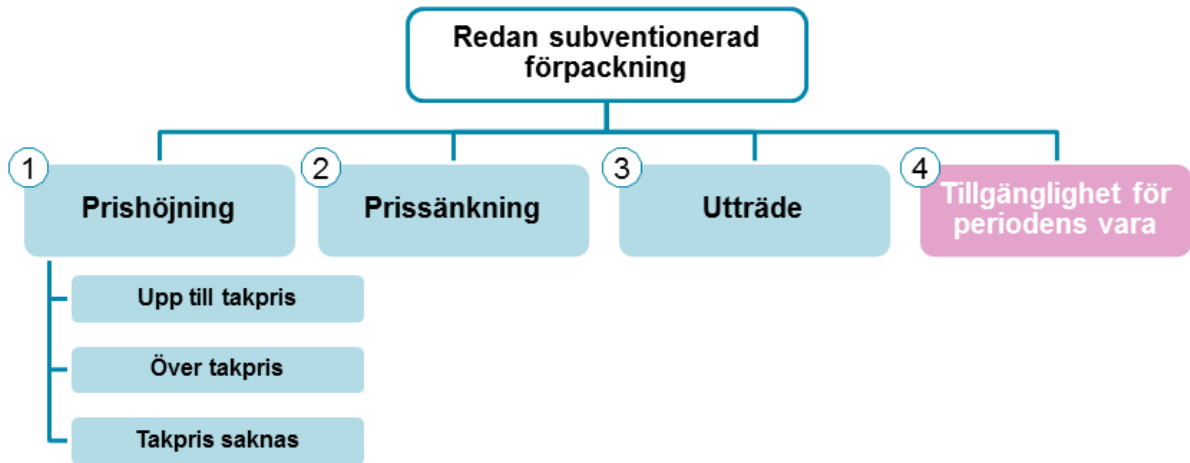 Redan subventionerad
förpackning
1
Prishöjning
2
Prissänkning
3
Utträde
4
Tillgänglighet för
periodens vara
Upp till takpris
Över takpris
Takpris saknas